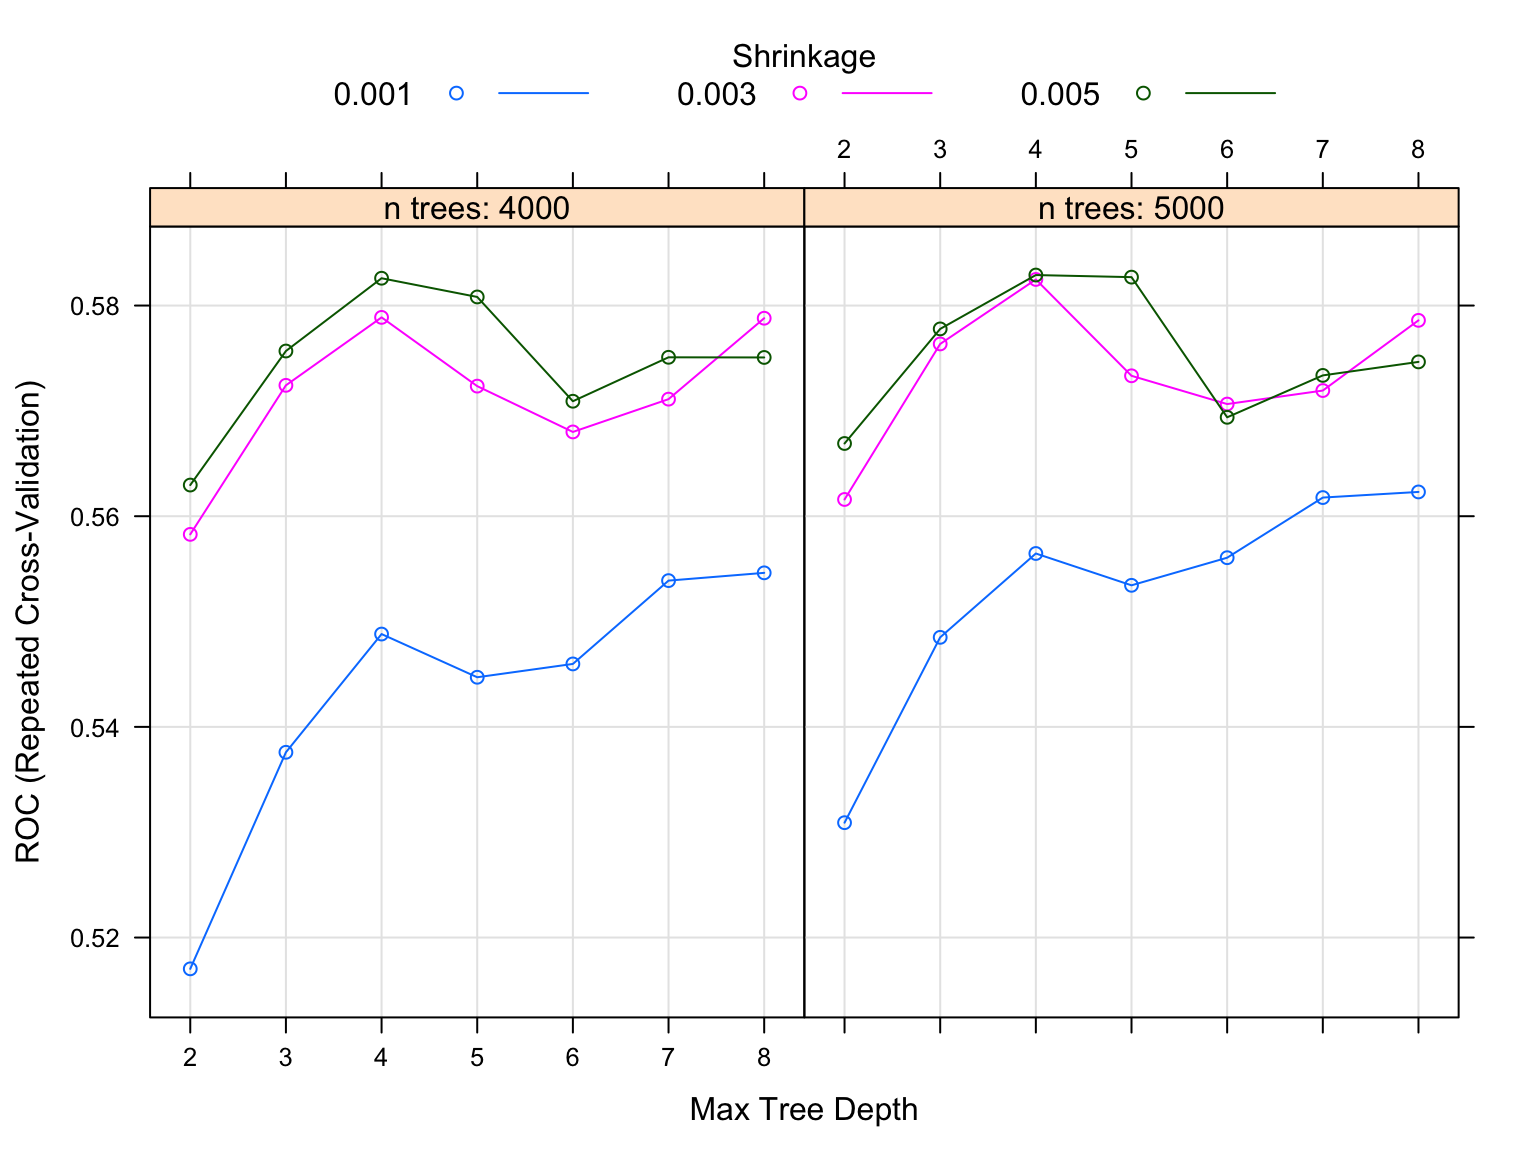 Shrinkage
0.001 0.003 0.005
2 3 4 5 6 7 8
n trees: 4000 n trees: 5000
0.58
0.56
0.54
0.52
ROC (Repeated Cross-Validation)
2 3 4 5 6 7 8
Max Tree Depth